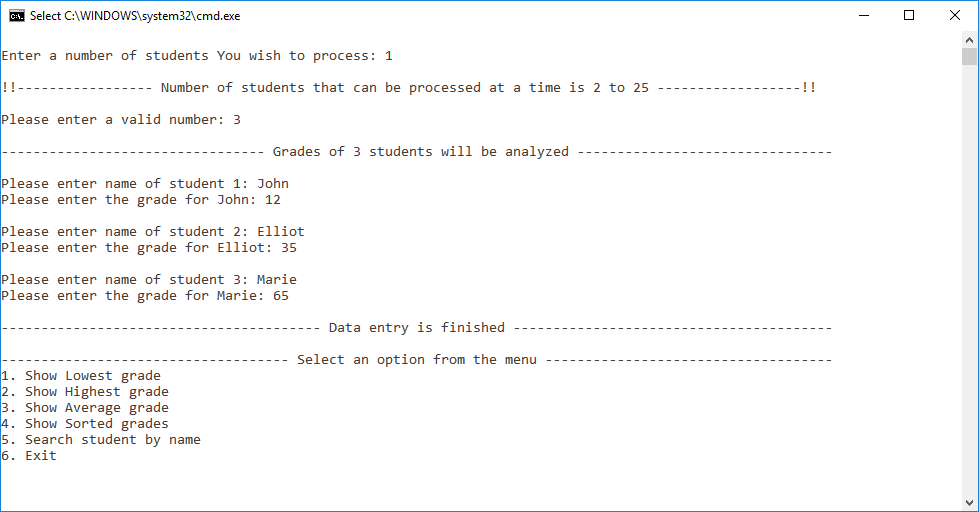 Select C:\WINDOWS\system32\cmd.exe
Enter a number of students You wish to process: 1
!!----------------- Number of students that can be processed at a time is 2 to 25 ------------------!!
Please enter a valid number: 3
--------------------------------- Grades of 3 students will be analyzed --------------------------------
Please enter name of student 1: John
Please enter the grade for John: 12
Please enter name of student 2: Elliot
Please enter the grade for Elliot: 35
Please enter name of student 3: Marie
Please enter the grade for Marie: 65
---------------------------------------- Data entry is finished ----------------------------------------
------------------------------------ Select an option from the menu ------------------------------------
1. Show Lowest grade
2. Show Highest grade
3. Show Average grade
4. Show Sorted grades
5. Search student by name
6. Exit